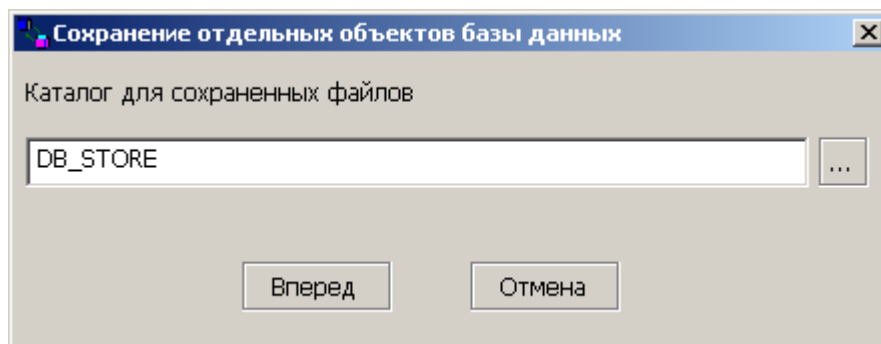 Сохранение отдельных объектов базы данных
Каталог для сохраненных файлов
DB_STORE
...
Вперед Отмена